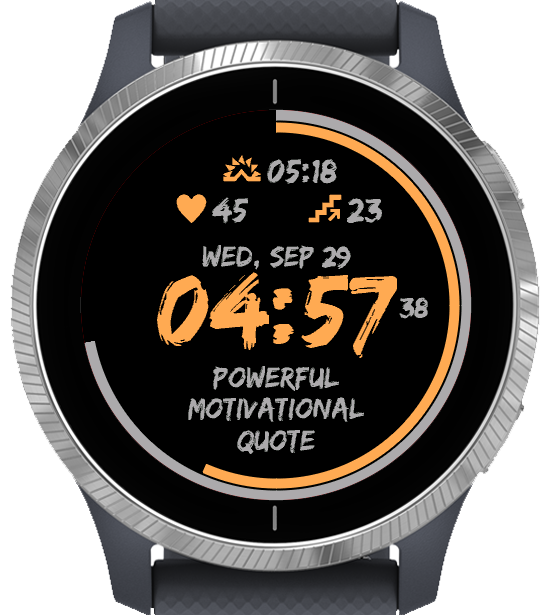 05:18
45 23
WED, SEP 29
04:57 38
POWERFUL
MOTIVATIONAL
QUOTE